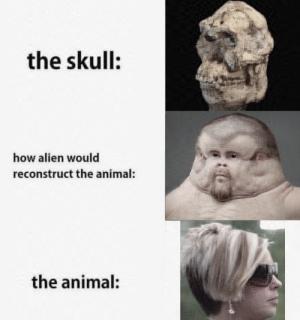 the skull:
how alien would
reconstruct the animal:
the animal: